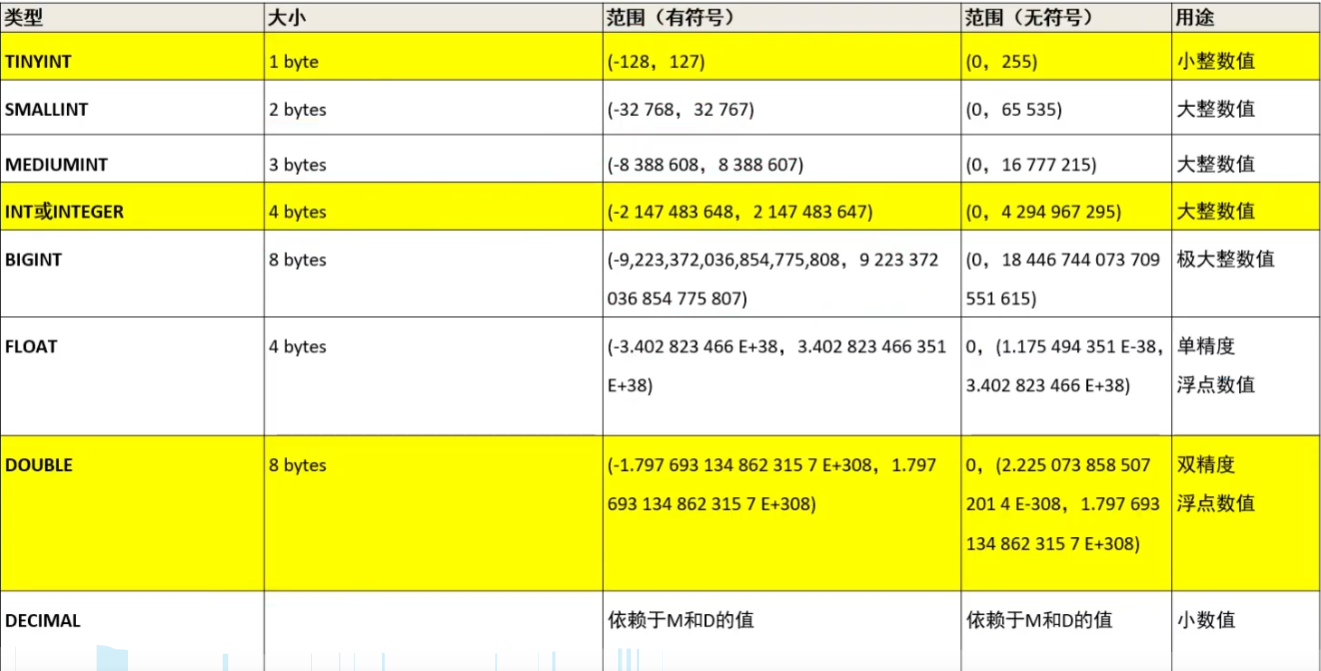 类型 大小 范围（有符号） 范围（无符号） 用途
TINYINT 1 byte (-128，127) (0，255) 小整数值
SMALLINT 2 bytes (-32 768，32 767) (0，65 535) 大整数值
MEDIUMINT 3 bytes (-8 388 608，8 388 607) (0，16 777 215) 大整数值
INT或INTEGER 4 bytes (-2 147 483 648，2 147 483 647) (0，4 294 967 295) 大整数值
BIGINT 8 bytes (-9,223,372,036,854,775,808，9 223 372 (0，18 446 744 073 709 极大整数值
036 854 775 807) 551 615)
FLOAT 4 bytes (-3.402 823 466 E+38，3.402 823 466 351 0，(1.175 494 351 E-38， 单精度
E+38) 3.402 823 466 E+38) 浮点数值
DOUBLE 8 bytes (-1.797 693 134 862 315 7 E+308，1.797 0，(2.225 073 858 507 双精度
693 134 862 315 7 E+308) 201 4 E-308，1.797 693 浮点数值
134 862 315 7 E+308)
DECIMAL 依赖于M和D的值 依赖于M和D的值 小数值